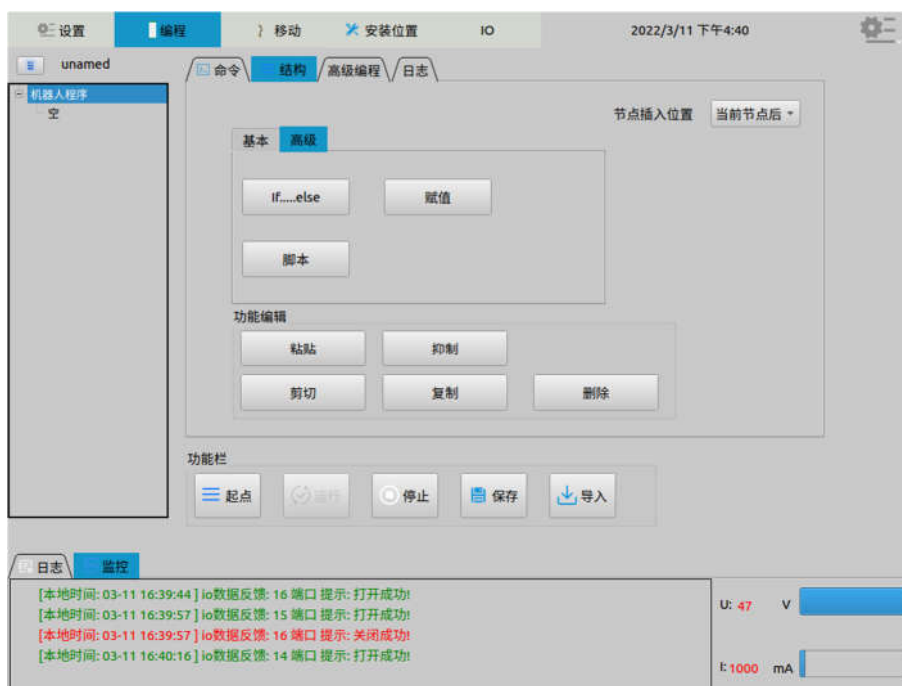 设置 编程 移动 安装位置 IO 2022/3/11 下午4:40
unamed
命令 结构 高级编程 日志
机器人程序
空
节点插入位置 当前节点后
基本 高级
If.....else 赋值
脚本
功能编辑
粘贴 抑制
剪切 复制 删除
功能栏
起点 运行 停止 保存 导入
日志 监控
[本地时间: 03-11 16:39:44 ] io数据反馈: 16 端口 提示: 打开成功!
[本地时间: 03-11 16:39:57 ] io数据反馈: 15 端口 提示: 打开成功!
[本地时间: 03-11 16:39:57 ] io数据反馈: 16 端口 提示: 关闭成功!
[本地时间: 03-11 16:40:16 ] io数据反馈: 14 端口 提示: 打开成功!
U: 47 V
I: 1000 mA